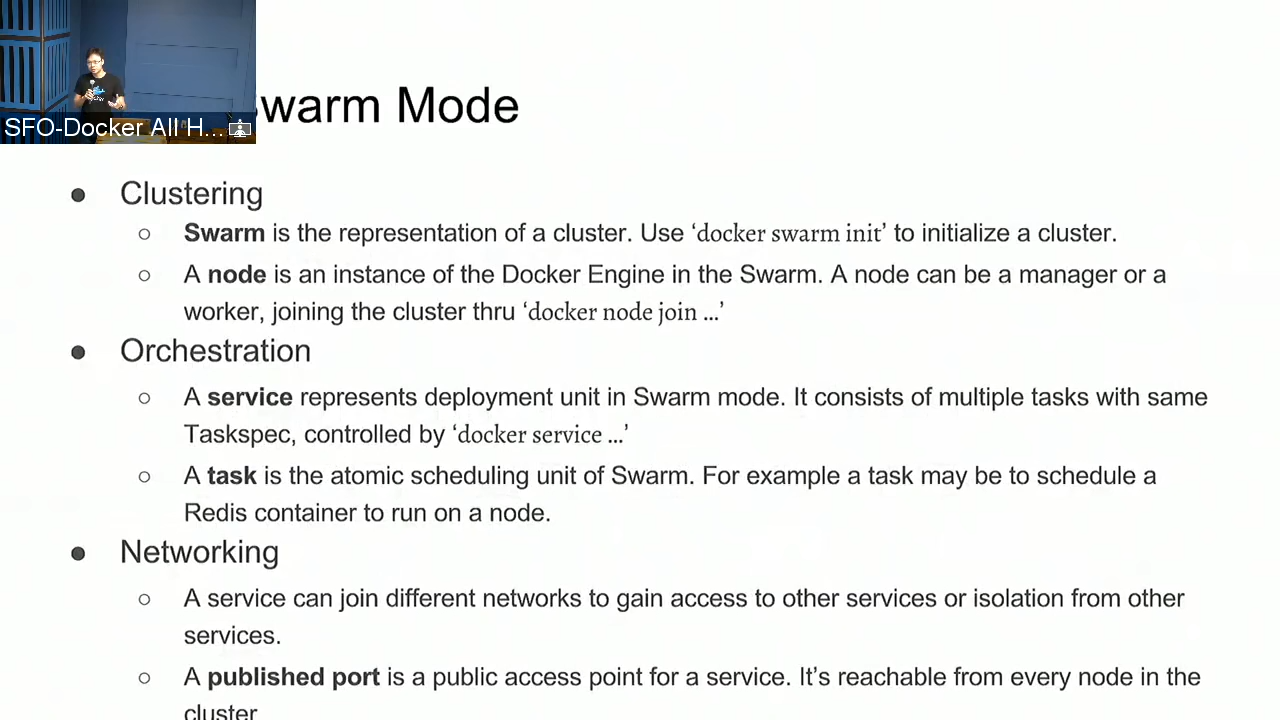 warm Mode
SFO-Docker All H...
● Clustering
○ Swarm is the representation of a cluster. Use ‘docker swarm init’ to initialize a cluster.
○ A node is an instance of the Docker Engine in the Swarm. A node can be a manager or a
worker, joining the cluster thru ‘docker node join ...’
● Orchestration
○ A service represents deployment unit in Swarm mode. It consists of multiple tasks with same
Taskspec, controlled by ‘docker service ...’
○ A task is the atomic scheduling unit of Swarm. For example a task may be to schedule a
Redis container to run on a node.
● Networking
○ A service can join different networks to gain access to other services or isolation from other
services.
○ A published port is a public access point for a service. It’s reachable from every node in the
cluster